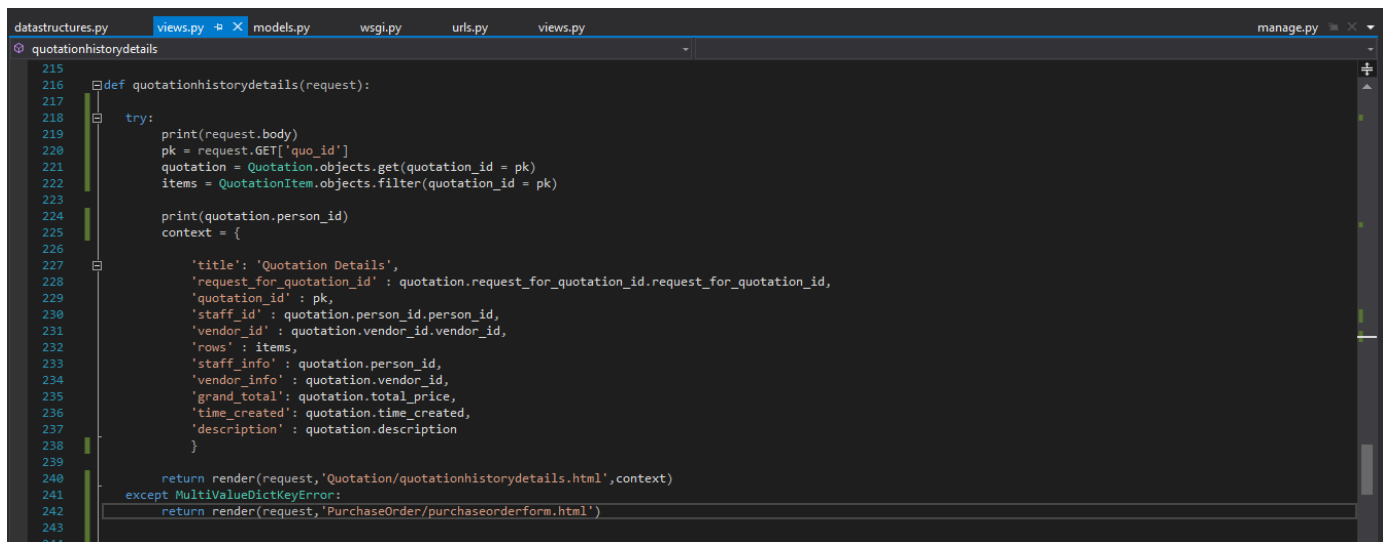 datastructures.py views.py models.py wsgi.py urls.py views.py manage.py
quotationhistorydetails
215
216 def quotationhistorydetails(request):
217
218 try:
219 print(request.body)
220 pk = request.GET['quo_id']
221 quotation = Quotation.objects.get(quotation_id = pk)
222 items = QuotationItem.objects.filter(quotation_id = pk)
223
224 print(quotation.person_id)
225 context = {
226
227 'title': 'Quotation Details',
228 'request_for_quotation_id' : quotation.request_for_quotation_id.request_for_quotation_id,
229 'quotation_id' : pk,
230 'staff_id' : quotation.person_id.person_id,
231 'vendor_id' : quotation.vendor_id.vendor_id,
232 'rows' : items,
233 'staff_info' : quotation.person_id,
234 'vendor_info' : quotation.vendor_id,
235 'grand_total': quotation.total_price,
236 'time_created': quotation.time_created,
237 'description' : quotation.description
238 }
239
240 return render(request,'Quotation/quotationhistorydetails.html',context)
241 except MultiValueDictKeyError:
242 return render(request,'PurchaseOrder/purchaseorderform.html')
243